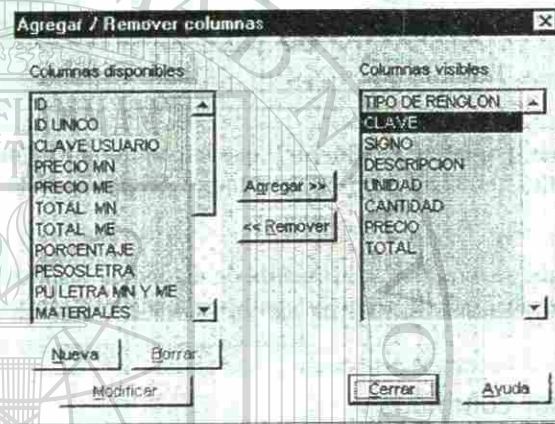 Agregar / Remover columnas
Columnas disponibles
ID
ID UNICO
CLAVE USUARIO
PRECIO MN
PRECIO ME
TOTAL MN
TOTAL ME
PORCENTAJE
PESOSLETRA
PU LETRA MN Y ME
MATERIALES
Agregar >>
<< Remover
Columnas visibles
TIPO DE RENGLON
CLAVE
SIGNO
DESCRIPCION
UNIDAD
CANTIDAD
PRECIO
TOTAL
Nueva
Borrar
Modificar
Cerrar
Ayuda